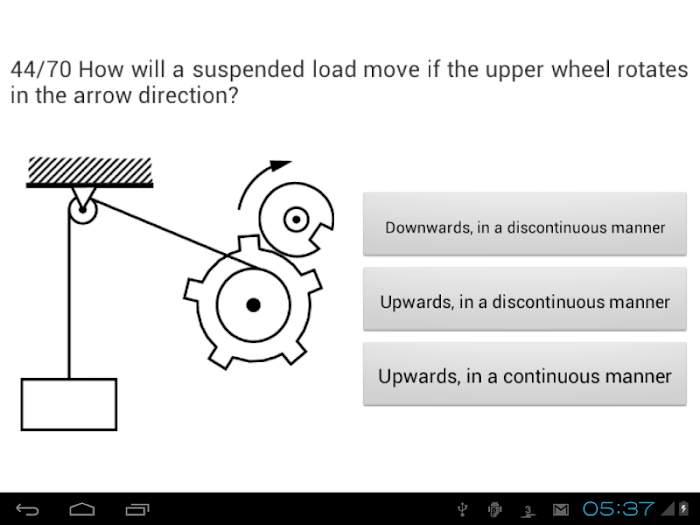 44/70 How will a suspended load move if the upper wheel rotates
in the arrow direction?
Downwards, in a discontinuous manner
Upwards, in a discontinuous manner
Upwards, in a continuous manner
3
05:37